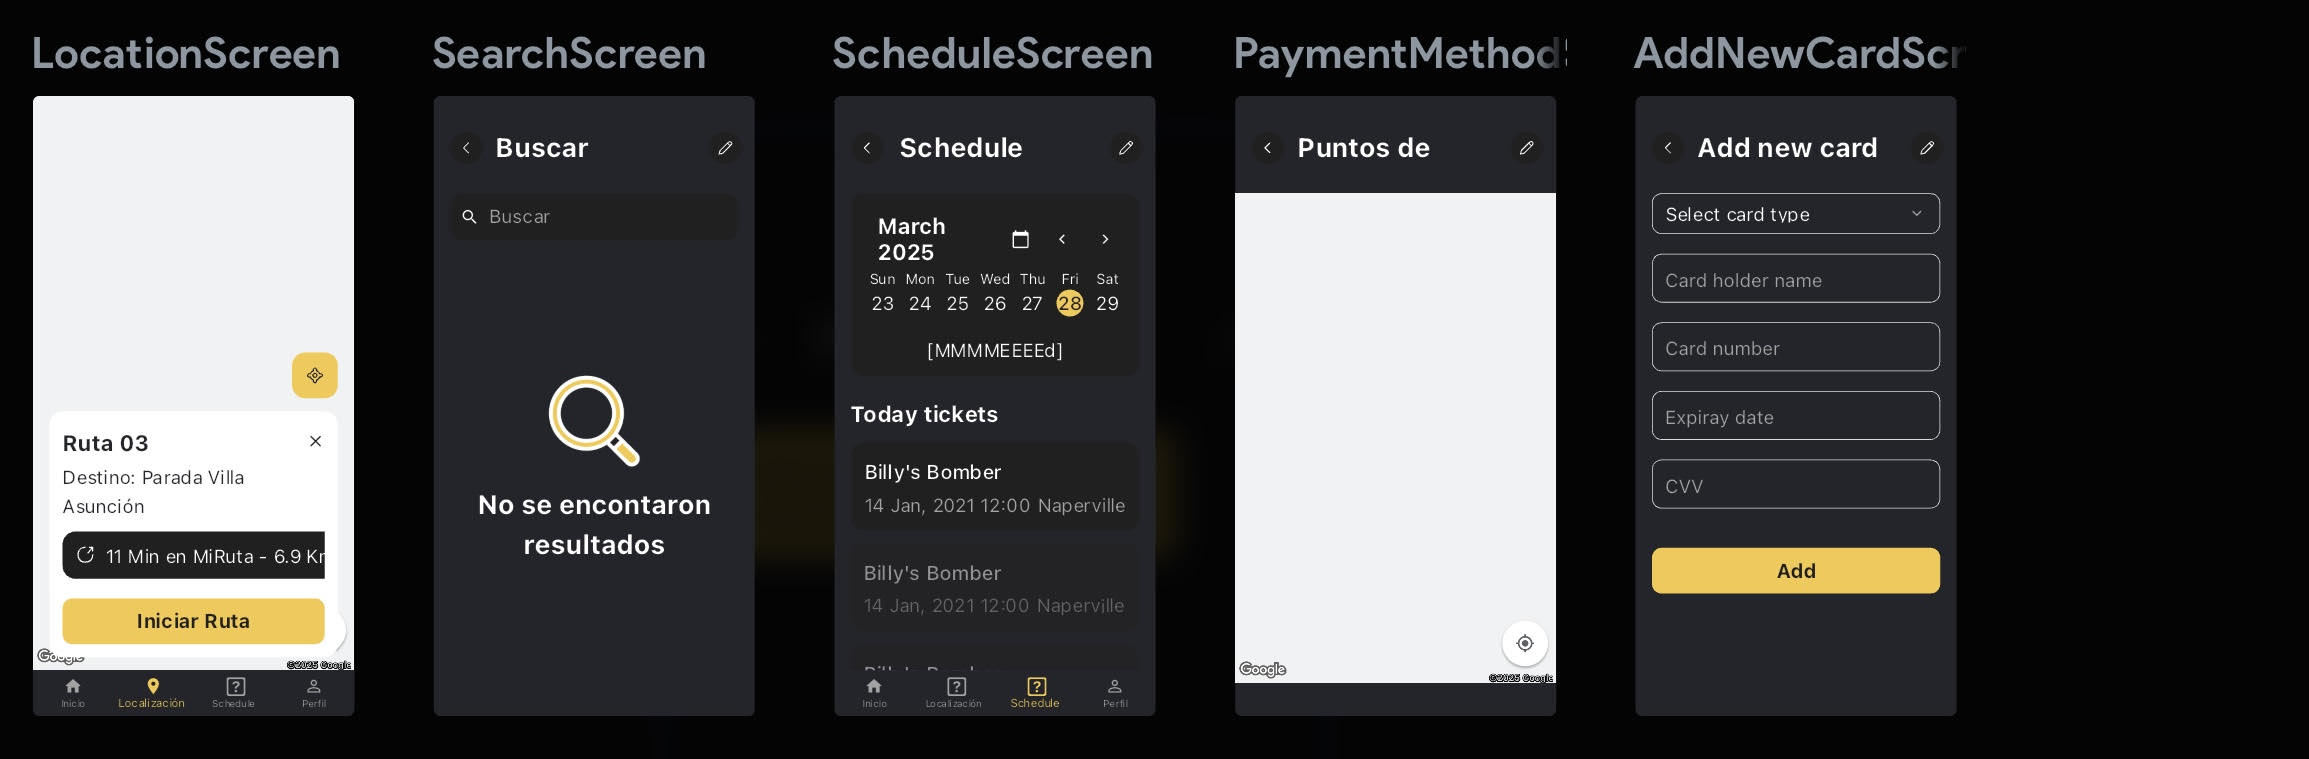 LocationScreen
Ruta 03
Destino: Parada Villa
Asunción
11 Min en MiRuta - 6.9 Km
Iniciar Ruta
Google
©2025 Google
Inicio
Localización
Schedule
Perfil
SearchScreen
Buscar
Buscar
No se encontaron
resultados
ScheduleScreen
Schedule
March
2025
Sun Mon Tue Wed Thu Fri Sat
23 24 25 26 27 28 29
[MMMMEEEEd]
Today tickets
Billy's Bomber
14 Jan, 2021 12:00 Naperville
Billy's Bomber
14 Jan, 2021 12:00 Naperville
Billy's Bomber
Inicio
Localización
Schedule
Perfil
PaymentMethodS
Puntos de
Google
©2025 Google
AddNewCardScr
Add new card
Select card type
Card holder name
Card number
Expiray date
CVV
Add